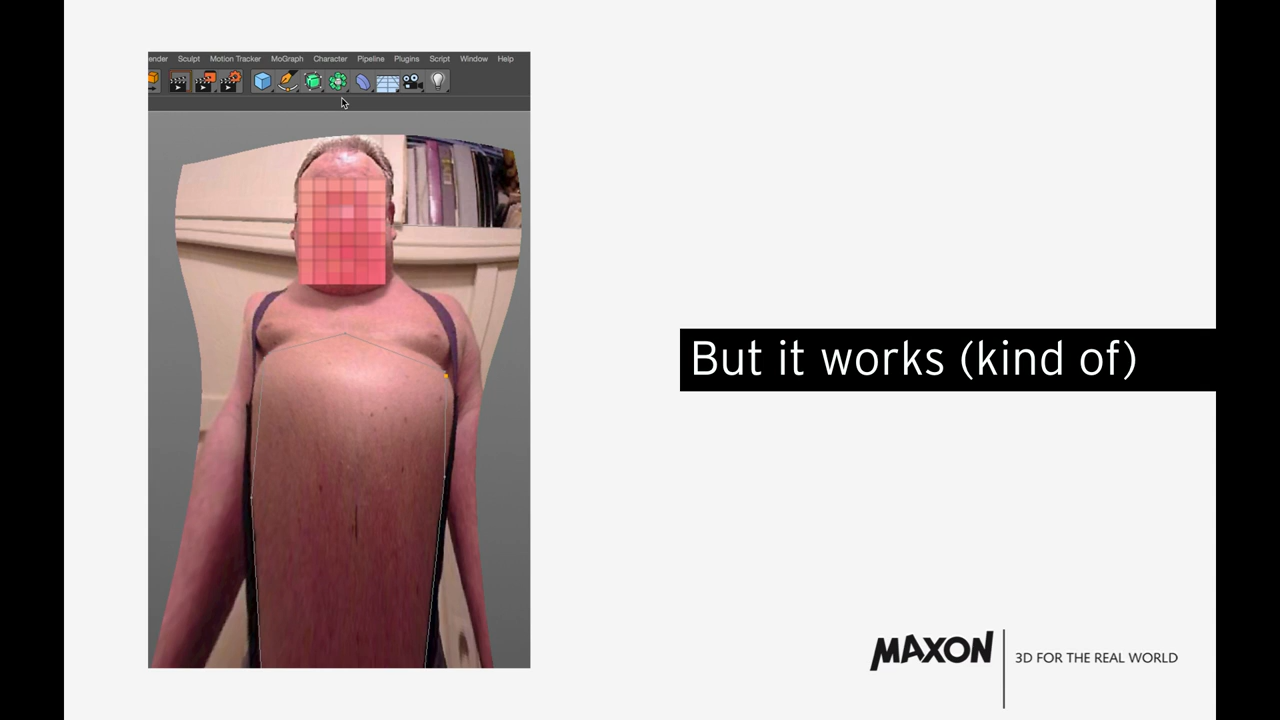 ender Sculpt Motion Tracker MoGraph Character Pipeline Plugins Script Window Help
But it works (kind of)
MAXON
3D FOR THE REAL WORLD